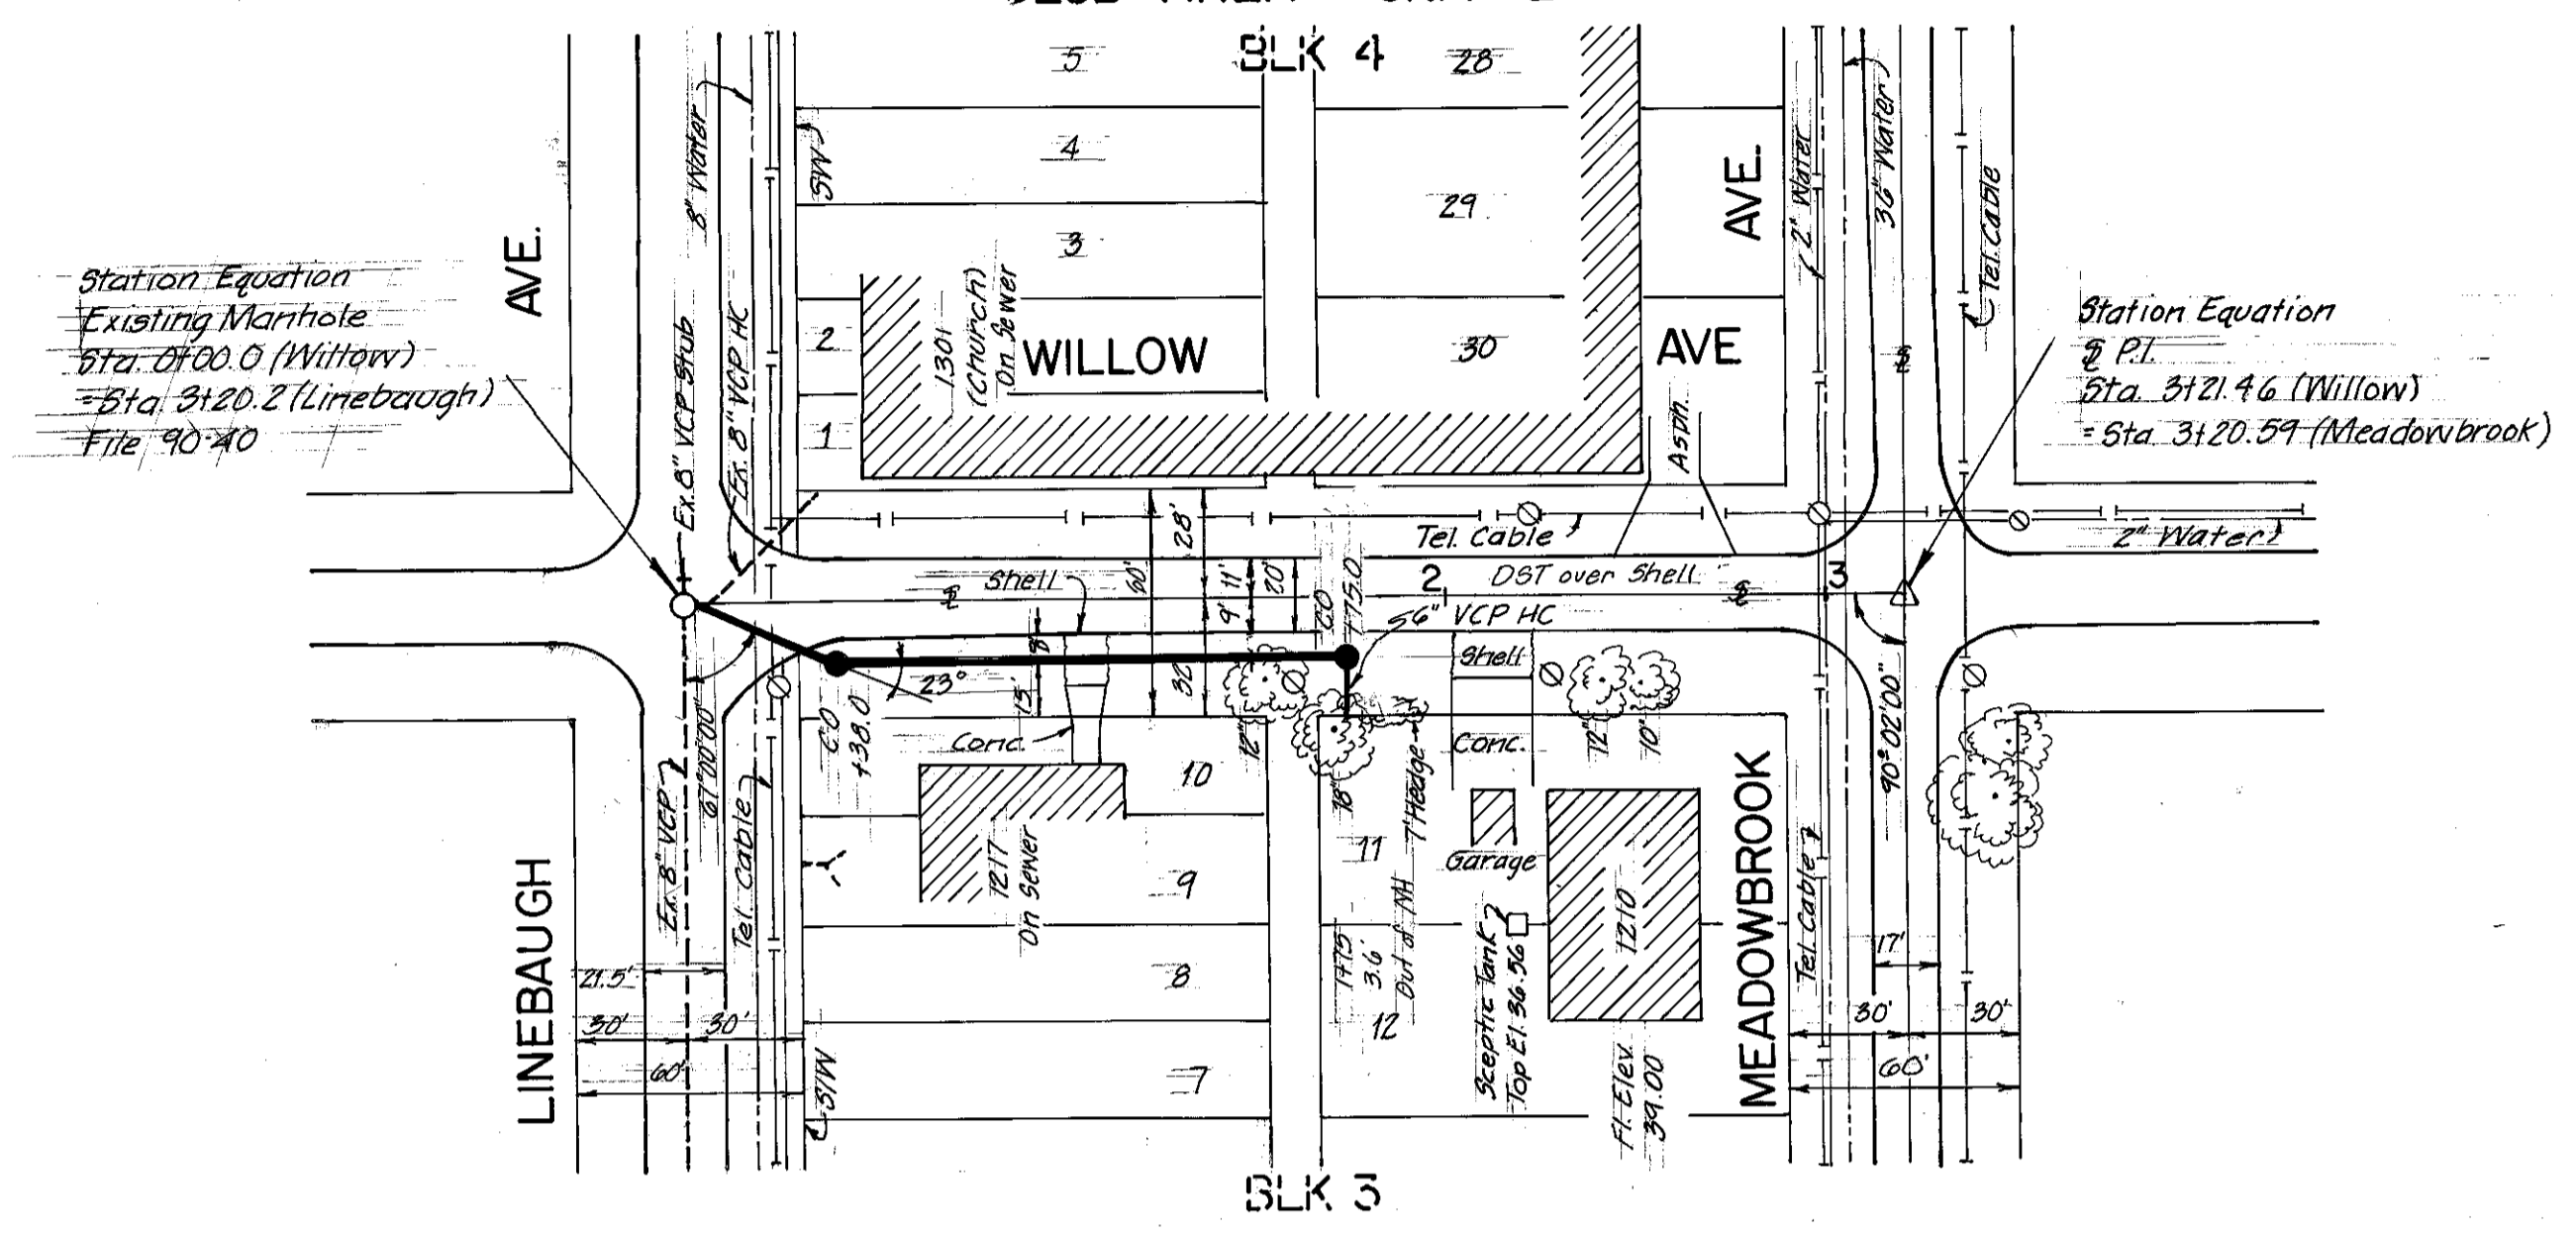 BLK 4
5
28
4
29
3
30
2
1
AVE.
8" Water
S/W
1301
(Church)
On Sewer
WILLOW
AVE
AVE.
2" Water
36" Water
Tel. Cable
Station Equation
Existing Manhole
Sta. 0+00.0 (Willow)
= Sta. 3+20.2 (Linebaugh)
File 90-40
Ex. 8" VCP Stub
Ex. 8" VCP HC
Station Equation
℄ P.I.
Sta. 3+21.46 (Willow)
= Sta. 3+20.59 (Meadowbrook)
Asph.
Tel. Cable
2" Water
℄
Shell
60'
28'
32'
11'
9'
20'
2
DST over Shell
℄
3
℄
CO
1+75.0
6" VCP HC
8'
15'
23°
CO
+38.0
61°00'00"
Shell
Conc.
Conc.
12"
18"
7' Hedge
12"
10"
90°02'00"
10
9
8
7
11
12
1217
On Sewer
Garage
1210
1+75
3.6'
Out of MH
Sceptic Tank
Top El. 36.56
Fl. Elev.
39.00
LINEBAUGH
Ex. 8" VCP
Tel. Cable
21.5'
30'
30'
60'
S/W
MEADOWBROOK
Tel. Cable
17'
30'
30'
60'
BLK